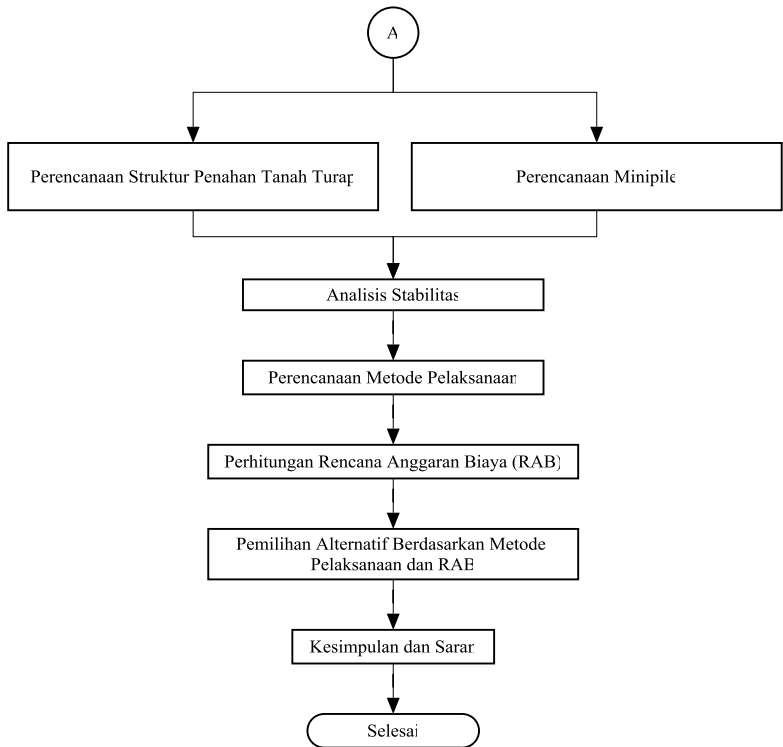 A
Perencanaan Struktur Penahan Tanah Turap
Perencanaan Minipile
Analisis Stabilitas
Perencanaan Metode Pelaksanaan
Perhitungan Rencana Anggaran Biaya (RAB)
Pemilihan Alternatif Berdasarkan Metode
Pelaksanaan dan RAB
Kesimpulan dan Saran
Selesai